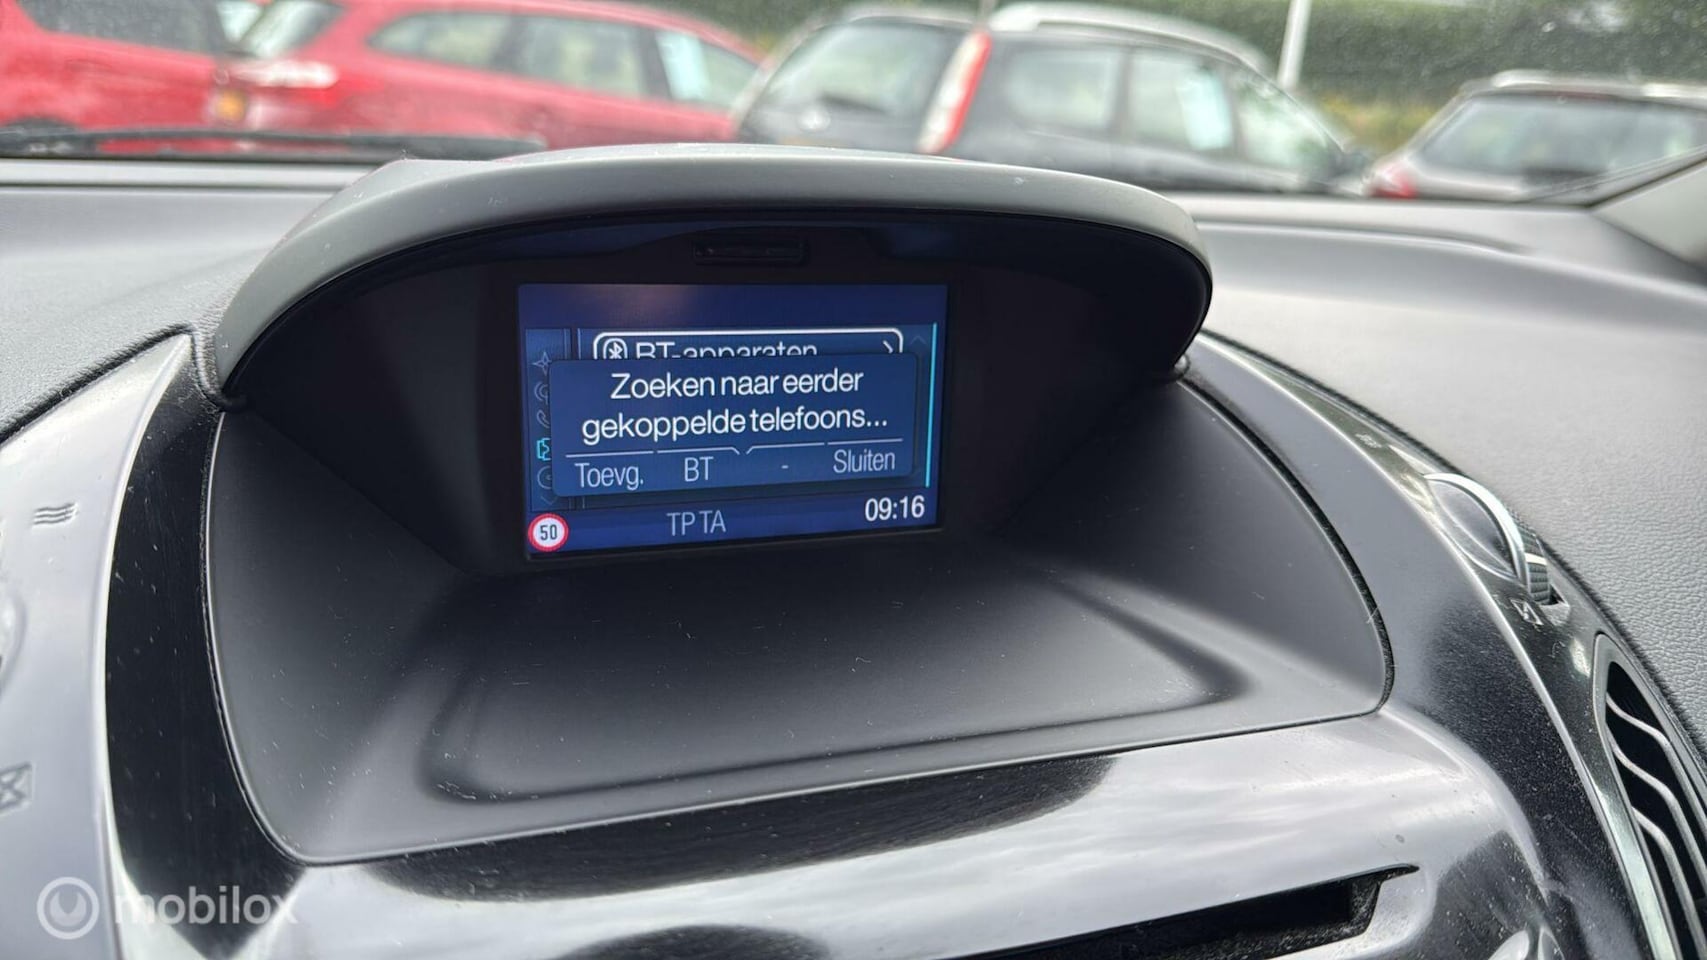 BT-apparaten
Zoeken naar eerder
gekoppelde telefoons...
Toevg. BT - Sluiten
50 TP TA 09:16
mobilox